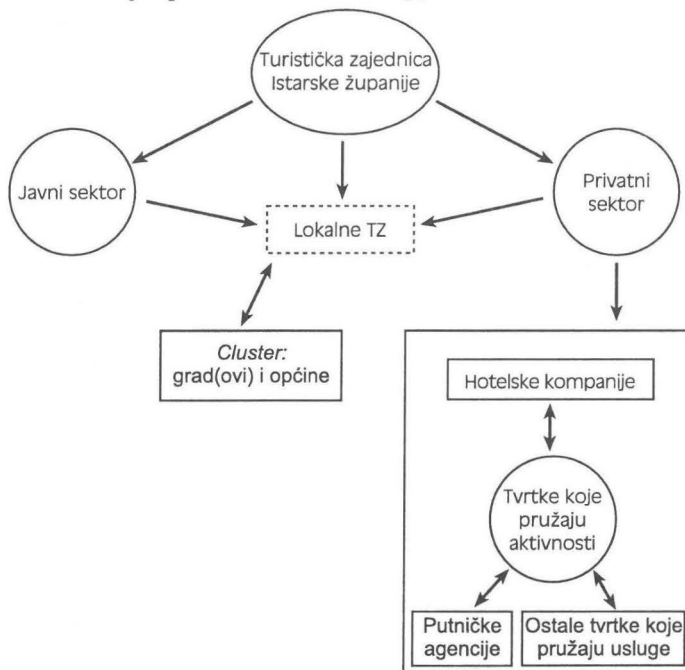 Turistička zajednica
Istarske županije
Javni sektor
Privatni
sektor
Lokalne TZ
Cluster:
grad(ovi) i općine
Hotelske kompanije
Tvrtke koje
pružaju
aktivnosti
Putničke
agencije
Ostale tvrtke koje
pružaju usluge